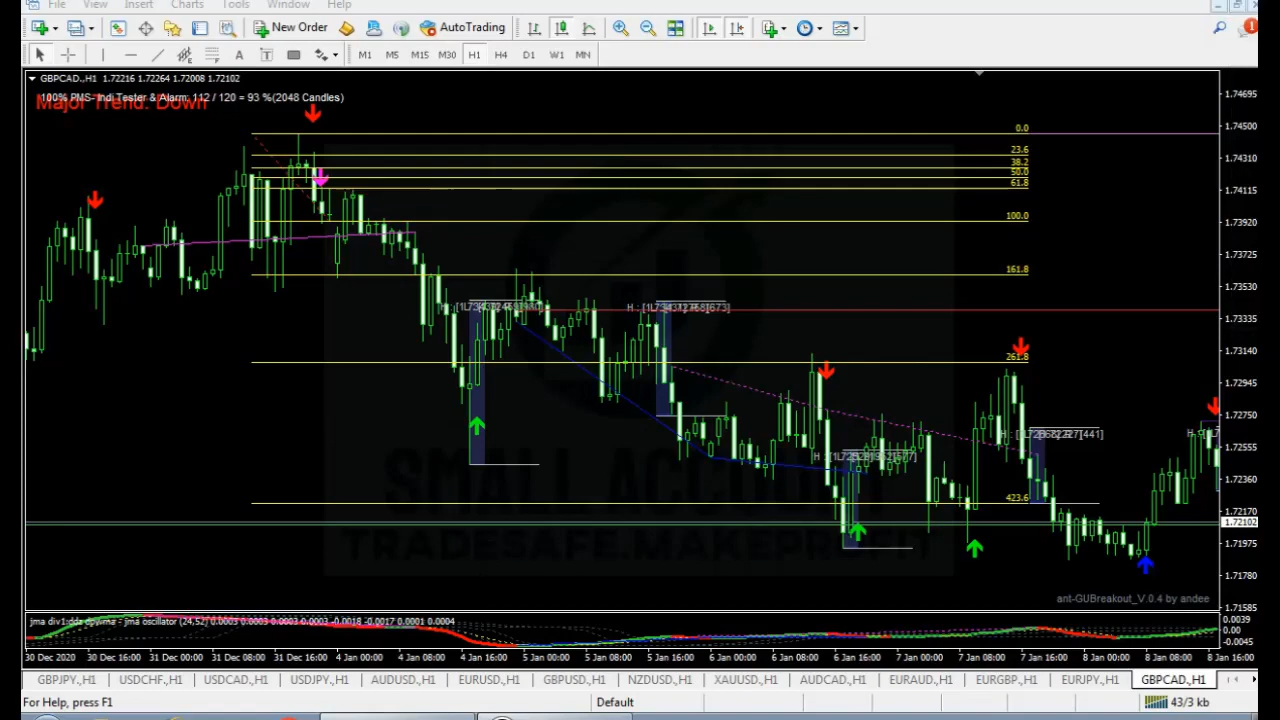 File View Insert Charts Tools Window Help
New Order AutoTrading
A T M1 M5 M15 M30 H1 H4 D1 W1 MN
GBPCAD.,H1 1.72216 1.72264 1.72008 1.72102
100% PMS- Indi Tester & Alarm: 112 / 120 = 93 %(2048 Candles)
Major Trend: Down
0.0
23.6
38.2
50.0
61.8
100.0
161.8
261.8
423.6
1.74695
1.74500
1.74310
1.74115
1.73920
1.73725
1.73530
1.73335
1.73140
1.72945
1.72750
1.72555
1.72360
1.72170
1.72102
1.71975
1.71780
1.71585
SMALL ACCOUNT
ant-GUBreakout_V.0.4 by andee
0.0039
0.00
-0.0045
30 Dec 2020 30 Dec 16:00 31 Dec 00:00 31 Dec 08:00 31 Dec 16:00 4 Jan 00:00 4 Jan 08:00 4 Jan 16:00 5 Jan 00:00 5 Jan 08:00 5 Jan 16:00 6 Jan 00:00 6 Jan 08:00 6 Jan 16:00 7 Jan 00:00 7 Jan 08:00 7 Jan 16:00 8 Jan 00:00 8 Jan 08:00 8 Jan 16:00
GBPJPY.,H1 USDCHF.,H1 USDCAD.,H1 USDJPY.,H1 AUDUSD.,H1 EURUSD.,H1 GBPUSD.,H1 NZDUSD.,H1 XAUUSD.,H1 AUDCAD.,H1 EURAUD.,H1 EURGBP.,H1 EURJPY.,H1 GBPCAD.,H1
For Help, press F1 Default 43/3 kb